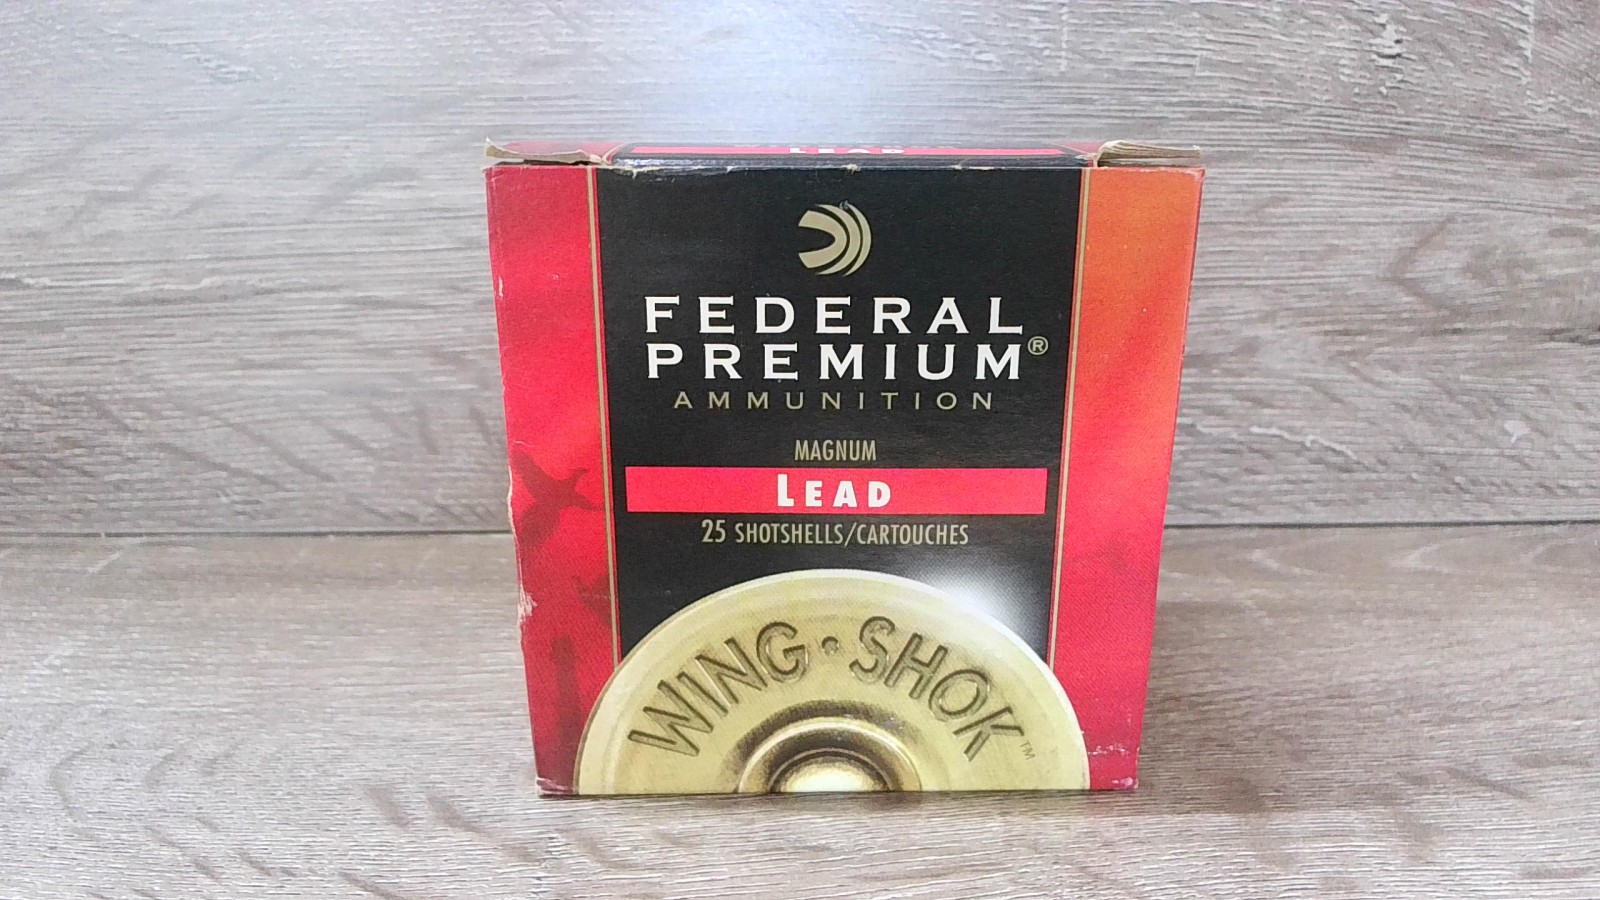 LEAD
FEDERAL
PREMIUM®
AMMUNITION
MAGNUM
LEAD
25 SHOTSHELLS/CARTOUCHES
WING·SHOK™